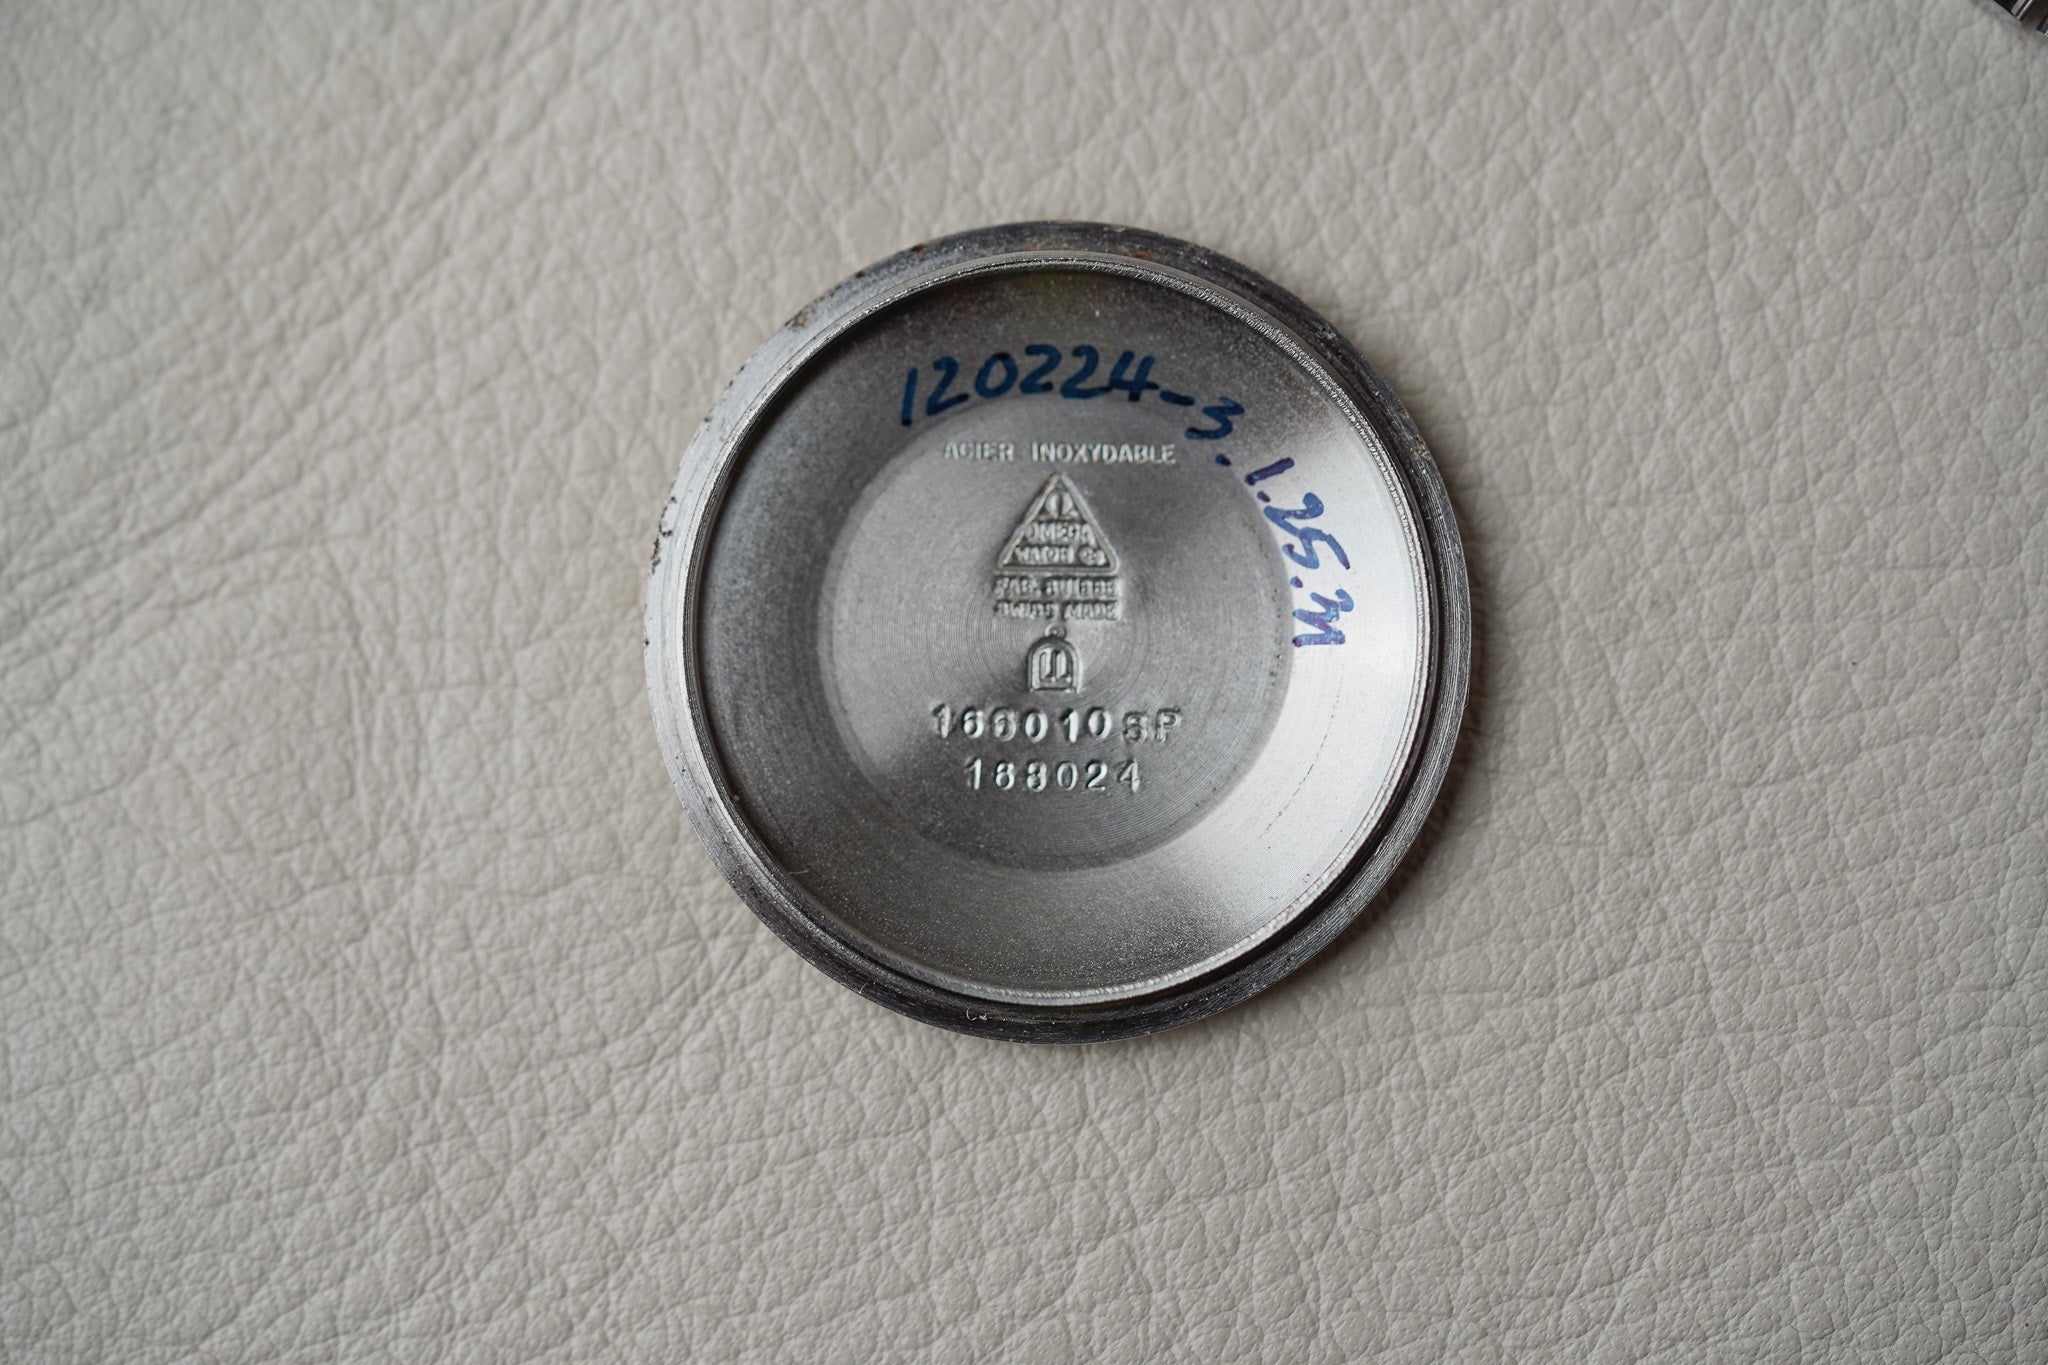 120224-3.1.25.M
ACIER INOXYDABLE
Ω
OMEGA
WATCH Co
FAB. SUISSE
SWISS MADE
166010SP
168024